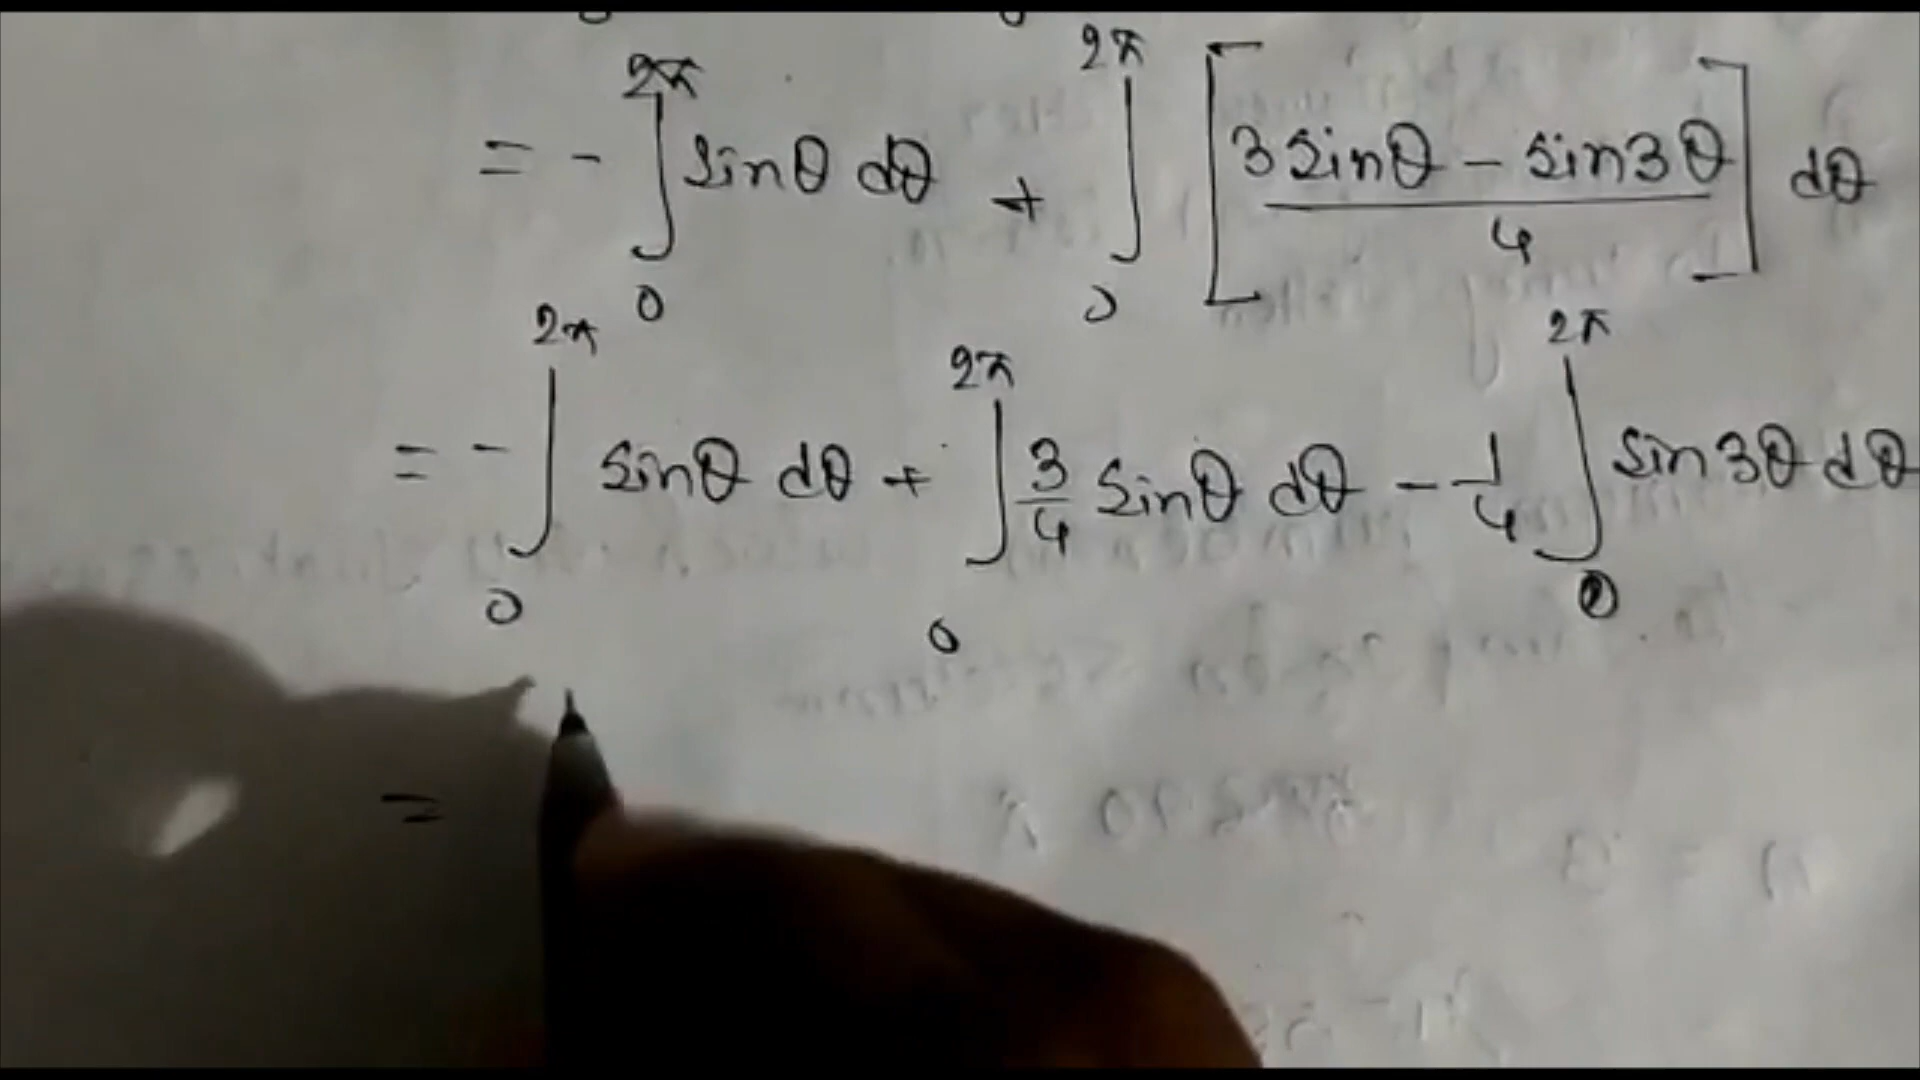 = - ∫₀^{2π} sinθ dθ + ∫₀^{2π} [ (3 sinθ - sin3θ)/4 ] dθ
= - ∫₀^{2π} sinθ dθ + ∫₀^{2π} 3/4 sinθ dθ - 1/4 ∫₀^{2π} sin3θ dθ
=